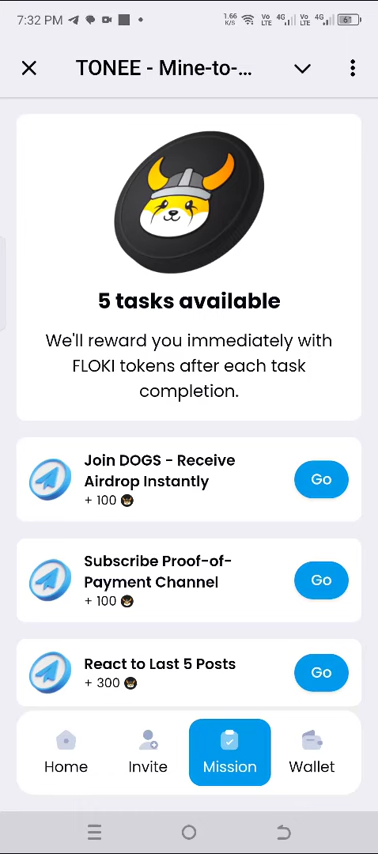 7:32 PM
1.66 K/S Vo LTE 4G Vo LTE 4G 61
TONEE - Mine-to-...
5 tasks available
We'll reward you immediately with
FLOKI tokens after each task
completion.
Join DOGS - Receive
Airdrop Instantly
+ 100
Go
Subscribe Proof-of-
Payment Channel
+ 100
Go
React to Last 5 Posts
+ 300
Go
Home
Invite
Mission
Wallet